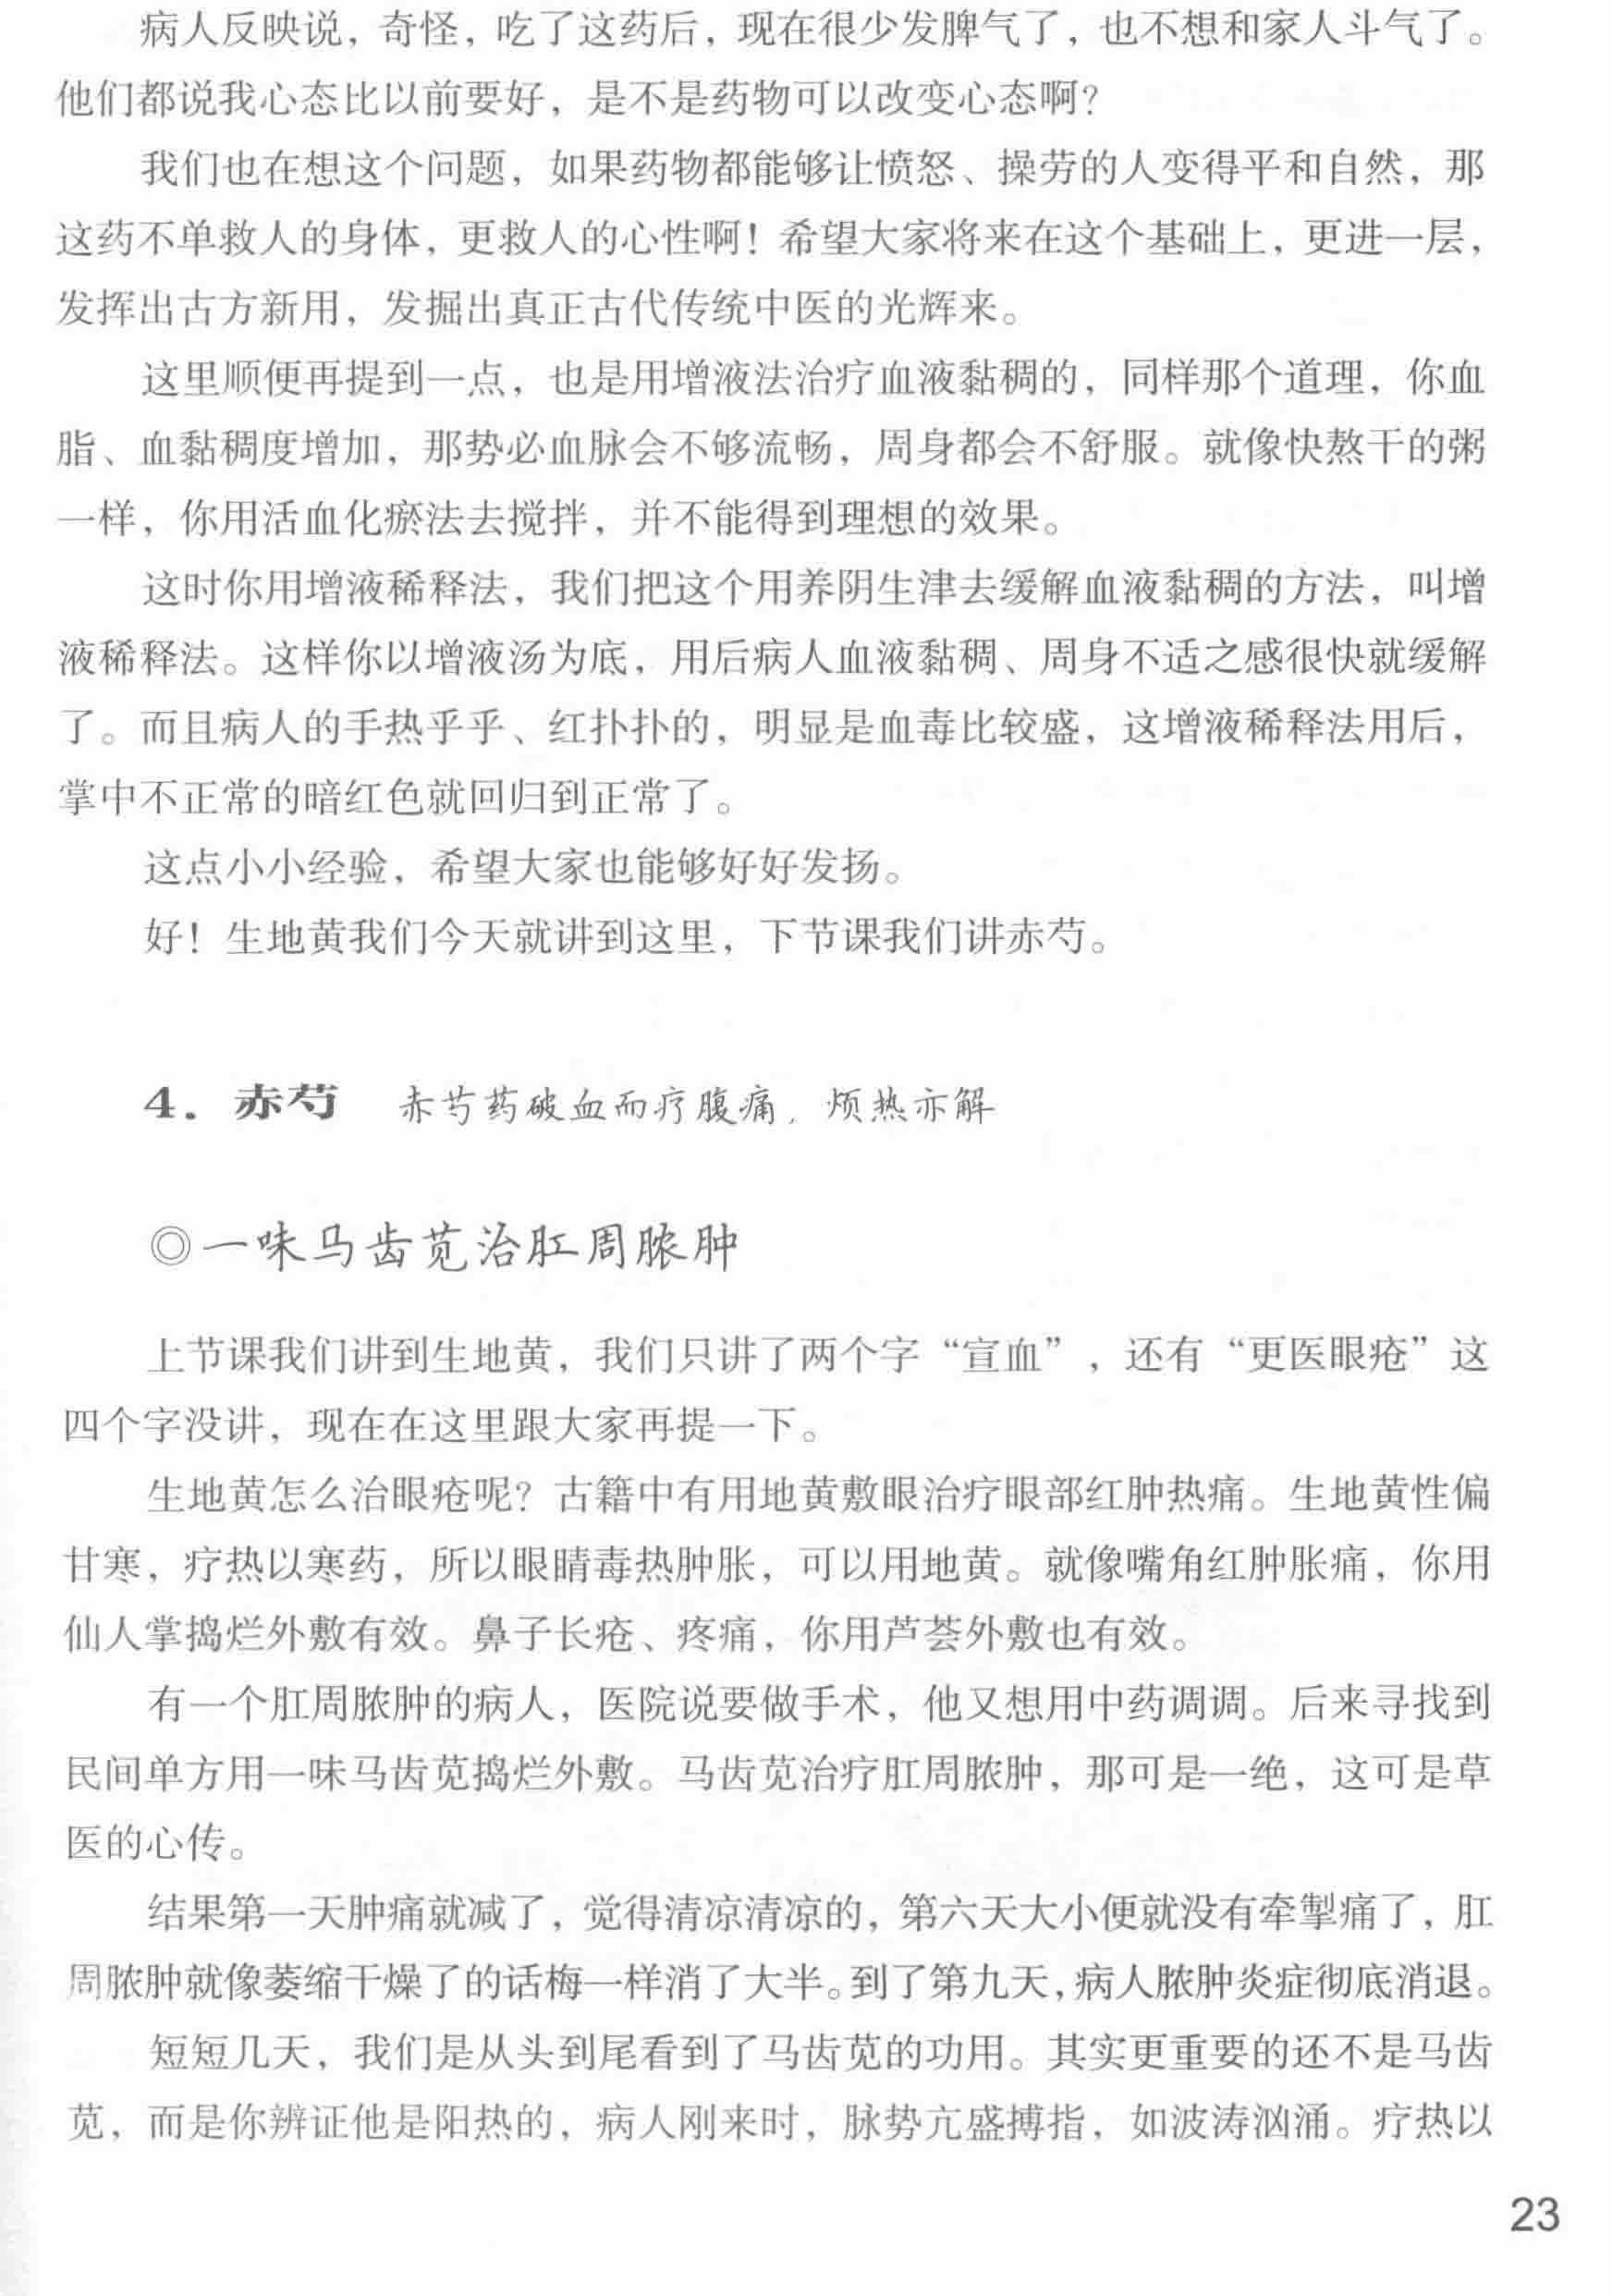 病人反映说，奇怪，吃了这药后，现在很少发脾气了，也不想和家人斗气了。
他们都说我心态比以前要好，是不是药物可以改变心态啊？
我们也在想这个问题，如果药物都能够让愤怒、操劳的人变得平和自然，那
这药不单救人的身体，更救人的心性啊！希望大家将来在这个基础上，更进一层，
发挥出古方新用，发掘出真正古代传统中医的光辉来。
这里顺便再提到一点，也是用增液法治疗血液黏稠的，同样那个道理，你血
脂、血黏稠度增加，那势必血脉会不够流畅，周身都会不舒服。就像快熬干的粥
一样，你用活血化瘀法去搅拌，并不能得到理想的效果。
这时你用增液稀释法，我们把这个用养阴生津去缓解血液黏稠的方法，叫增
液稀释法。这样你以增液汤为底，用后病人血液黏稠、周身不适之感很快就缓解
了。而且病人的手热乎乎、红扑扑的，明显是血毒比较盛，这增液稀释法用后，
掌中不正常的暗红色就回归到正常了。
这点小小经验，希望大家也能够好好发扬。
好！生地黄我们今天就讲到这里，下节课我们讲赤芍。
4．赤芍 赤芍药破血而疗腹痛，烦热亦解
◎一味马齿苋治肛周脓肿
上节课我们讲到生地黄，我们只讲了两个字“宣血”，还有“更医眼疮”这
四个字没讲，现在在这里跟大家再提一下。
生地黄怎么治眼疮呢？古籍中有用地黄敷眼治疗眼部红肿热痛。生地黄性偏
甘寒，疗热以寒药，所以眼睛毒热肿胀，可以用地黄。就像嘴角红肿胀痛，你用
仙人掌捣烂外敷有效。鼻子长疮、疼痛，你用芦荟外敷也有效。
有一个肛周脓肿的病人，医院说要做手术，他又想用中药调调。后来寻找到
民间单方用一味马齿苋捣烂外敷。马齿苋治疗肛周脓肿，那可是一绝，这可是草
医的心传。
结果第一天肿痛就减了，觉得清凉清凉的，第六天大小便就没有牵掣痛了，肛
周脓肿就像萎缩干燥了的话梅一样消了大半。到了第九天，病人脓肿炎症彻底消退。
短短几天，我们是从头到尾看到了马齿苋的功用。其实更重要的还不是马齿
苋，而是你辨证他是阳热的，病人刚来时，脉势亢盛搏指，如波涛汹涌。疗热以
23